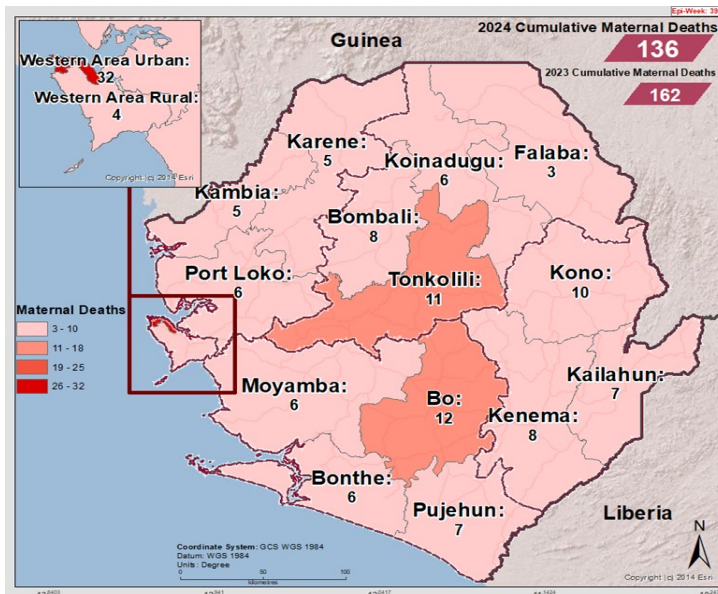 Epi-Week: 39
2024 Cumulative Maternal Deaths
136
2023 Cumulative Maternal Deaths
162
Guinea
Western Area Urban:
32
Western Area Rural:
4
Copyright:(c) 2014 Esri
Karene:
5
Koinadugu:
6
Falaba:
3
Kambia:
5
Bombali:
8
Port Loko:
6
Tonkolili:
11
Kono:
10
Maternal Deaths
3 - 10
11 - 18
19 - 25
26 - 32
Moyamba:
6
Bo:
12
Kenema:
8
Kailahun:
7
Bonthe:
6
Pujehun:
7
Liberia
N
Coordinate System: GCS WGS 1984
Datum: WGS 1984
Units: Degree
0 50 100
kilometres
Copyright:(c) 2014 Esri